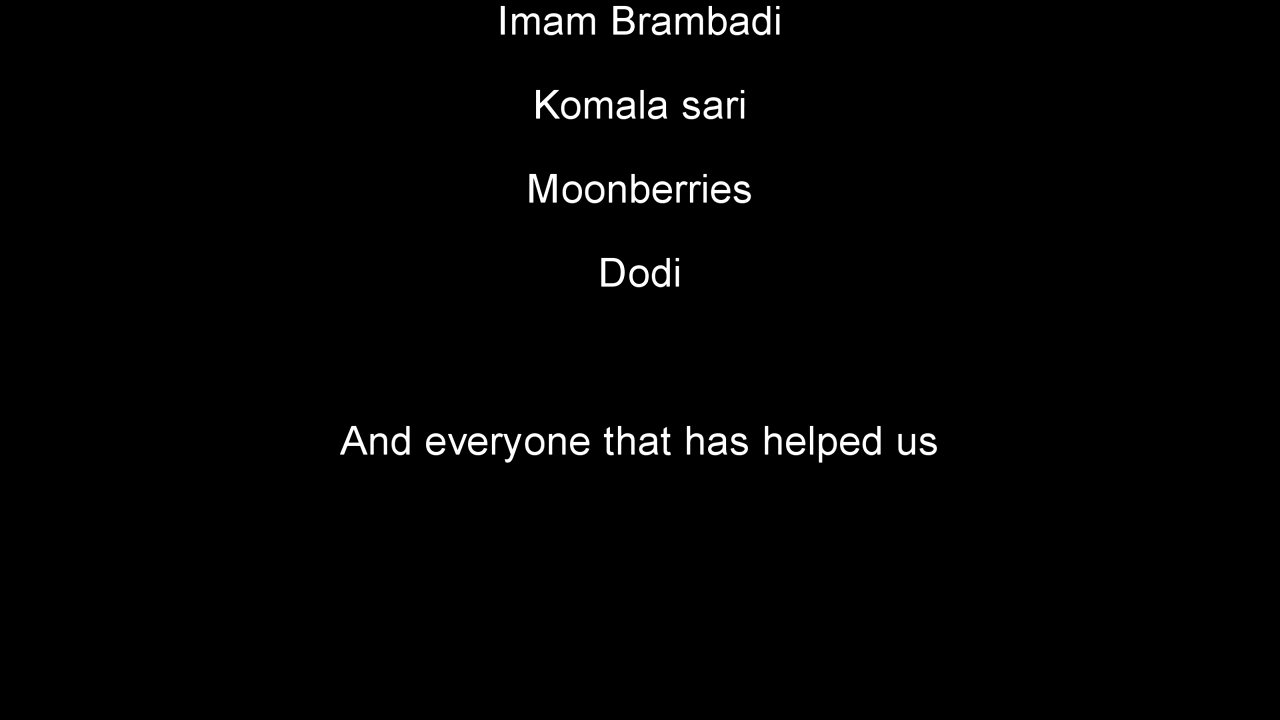 Imam Brambadi
Komala sari
Moonberries
Dodi
And everyone that has helped us